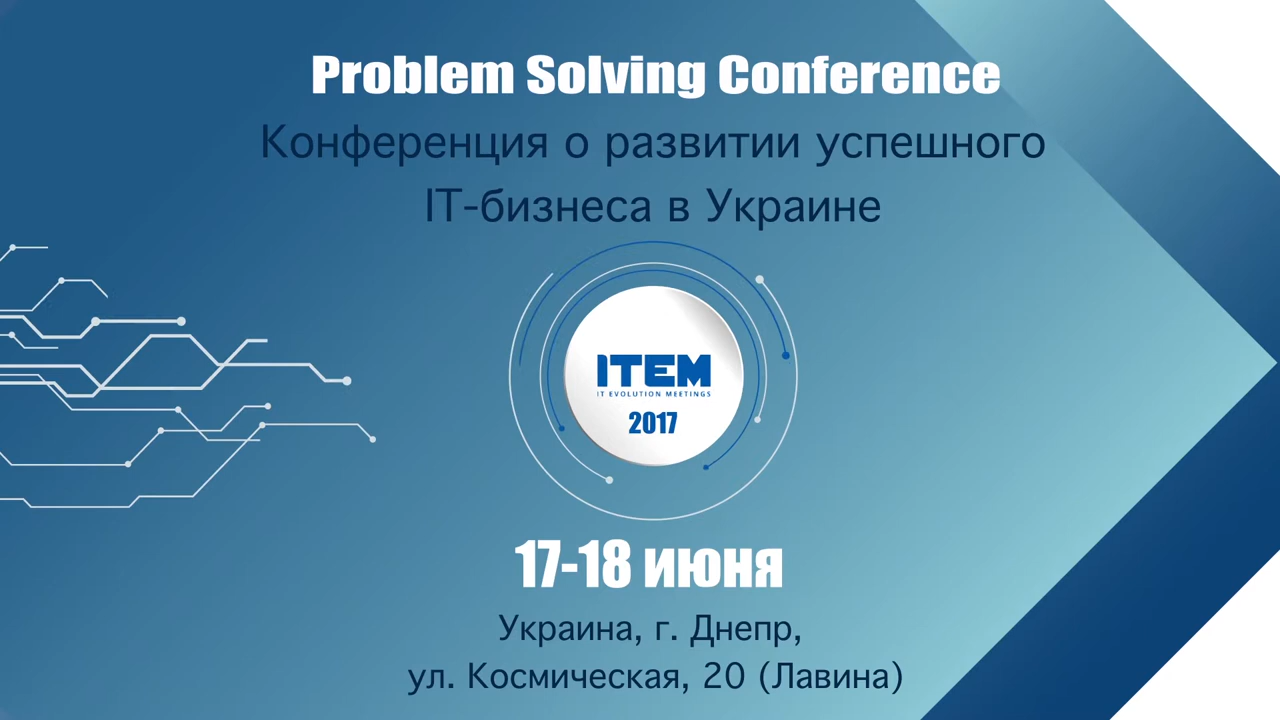 Problem Solving Conference
Конференция о развитии успешного
IT-бизнеса в Украине
ITEM
IT EVOLUTION MEETINGS
2017
17-18 июня
Украина, г. Днепр,
ул. Космическая, 20 (Лавина)